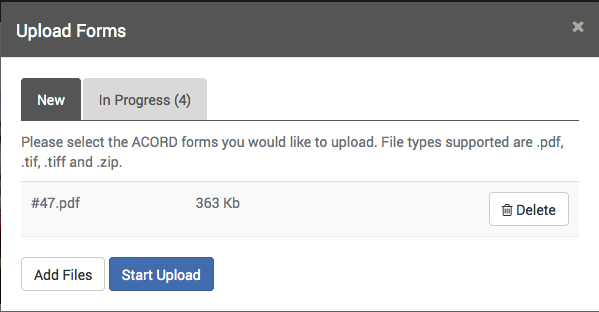 Upload Forms
New
In Progress (4)
Please select the ACORD forms you would like to upload. File types supported are .pdf,
.tif, .tiff and .zip.
#47.pdf 363 Kb Delete
Add Files Start Upload